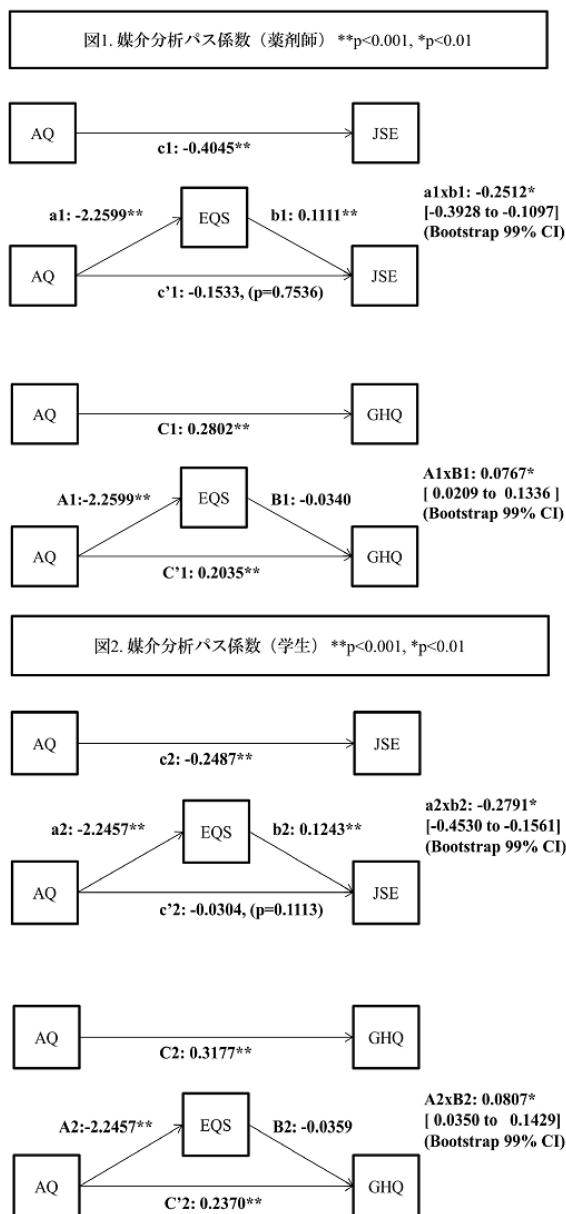 図1. 媒介分析パス係数（薬剤師）**p<0.001, *p<0.01
AQ
JSE
c1: -0.4045**
a1: -2.2599**
EQS
b1: 0.1111**
a1xb1: -0.2512*
[-0.3928 to -0.1097]
(Bootstrap 99% CI)
AQ
JSE
c’1: -0.1533, (p=0.7536)
AQ
GHQ
C1: 0.2802**
A1:-2.2599**
EQS
B1: -0.0340
A1xB1: 0.0767*
[ 0.0209 to 0.1336 ]
(Bootstrap 99% CI)
AQ
GHQ
C’1: 0.2035**
図2. 媒介分析パス係数（学生）**p<0.001, *p<0.01
AQ
JSE
c2: -0.2487**
a2: -2.2457**
EQS
b2: 0.1243**
a2xb2: -0.2791*
[-0.4530 to -0.1561]
(Bootstrap 99% CI)
AQ
JSE
c’2: -0.0304, (p=0.1113)
AQ
GHQ
C2: 0.3177**
A2:-2.2457**
EQS
B2: -0.0359
A2xB2: 0.0807*
[ 0.0350 to 0.1429]
(Bootstrap 99% CI)
AQ
GHQ
C’2: 0.2370**